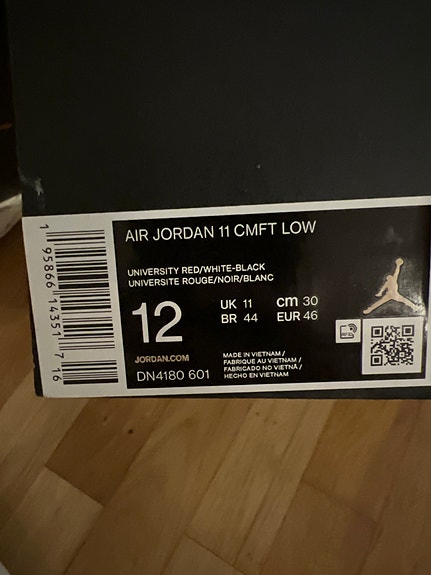 AIR JORDAN 11 CMFT LOW
UNIVERSITY RED/WHITE-BLACK
UNIVERSITE ROUGE/NOIR/BLANC
12
UK 11 cm 30
BR 44 EUR 46
JORDAN.COM
DN4180 601
MADE IN VIETNAM /
FABRIQUE AU VIETNAM /
FABRICADO NO VIETNÃ /
HECHO EN VIETNAM
1 95866 14351 7 16